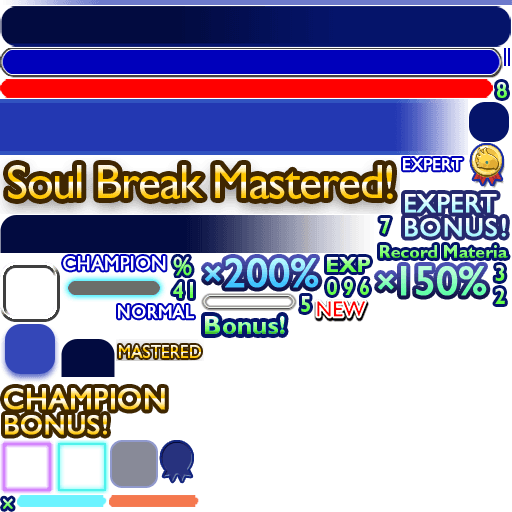 8
Soul Break Mastered!
EXPERT
EXPERT
BONUS!
7
Record Materia
CHAMPION
%
×200%
EXP
×150%
3
41
096
2
NORMAL
5
NEW
Bonus!
MASTERED
CHAMPION
BONUS!
×